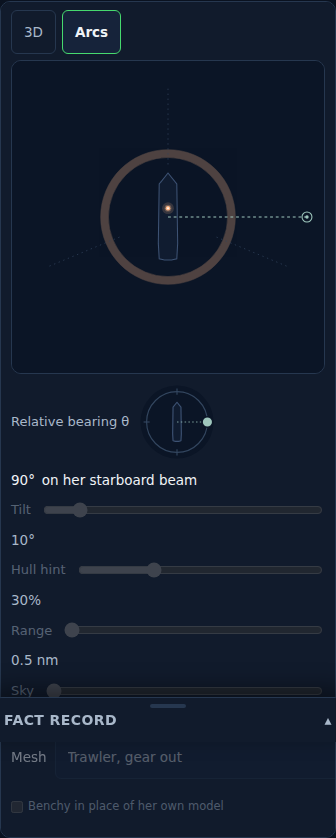 3D Arcs
Relative bearing θ
90° on her starboard beam
Tilt
10°
Hull hint
30%
Range
0.5 nm
Sky
FACT RECORD ▲
Mesh Trawler, gear out
Benchy in place of her own model